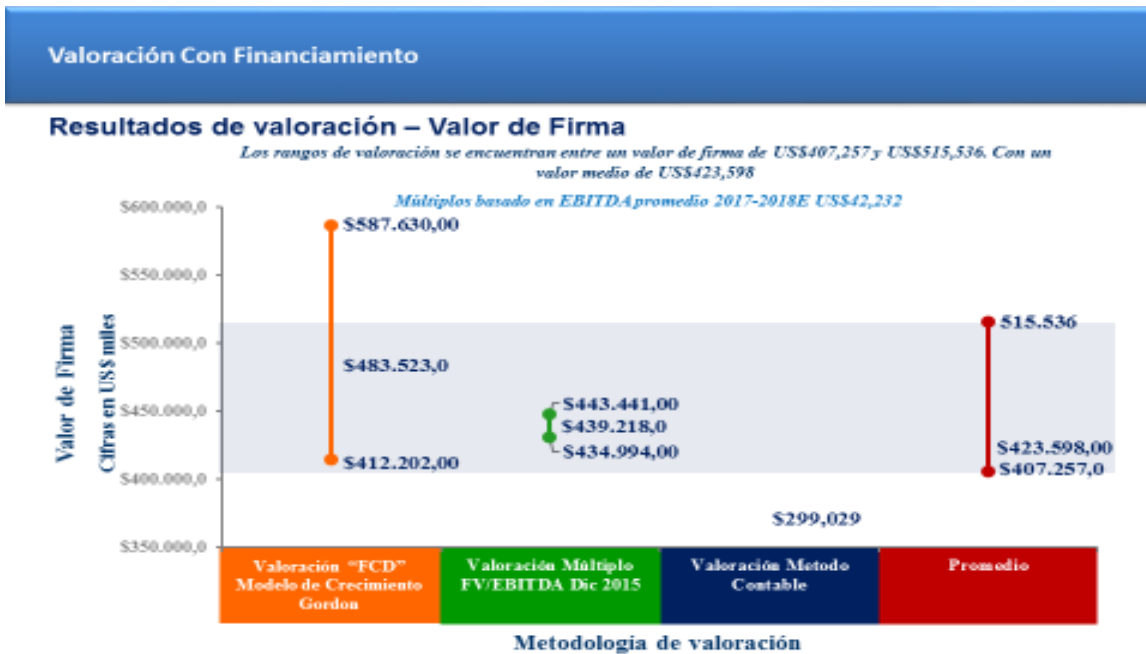 Valoración Con Financiamiento
Resultados de valoración – Valor de Firma
Los rangos de valoración se encuentran entre un valor de firma de US$407,257 y US$515,536. Con un
valor medio de US$423,598
Múltiplos basado en EBITDA promedio 2017-2018E US$42,232
$600.000,0
$550.000,0
$500.000,0
$450.000,0
$400.000,0
$350.000,0
Valor de Firma
Cifras en US$ miles
$587.630,00
$483.523,0
$412.202,00
$443.441,00
$439.218,0
$434.994,00
$299,029
515.536
$423.598,00
$407.257,0
Valoración “FCD”
Modelo de Crecimiento
Gordon
Valoración Múltiplo
FV/EBITDA Dic 2015
Valoración Metodo
Contable
Promedio
Metodología de valoración